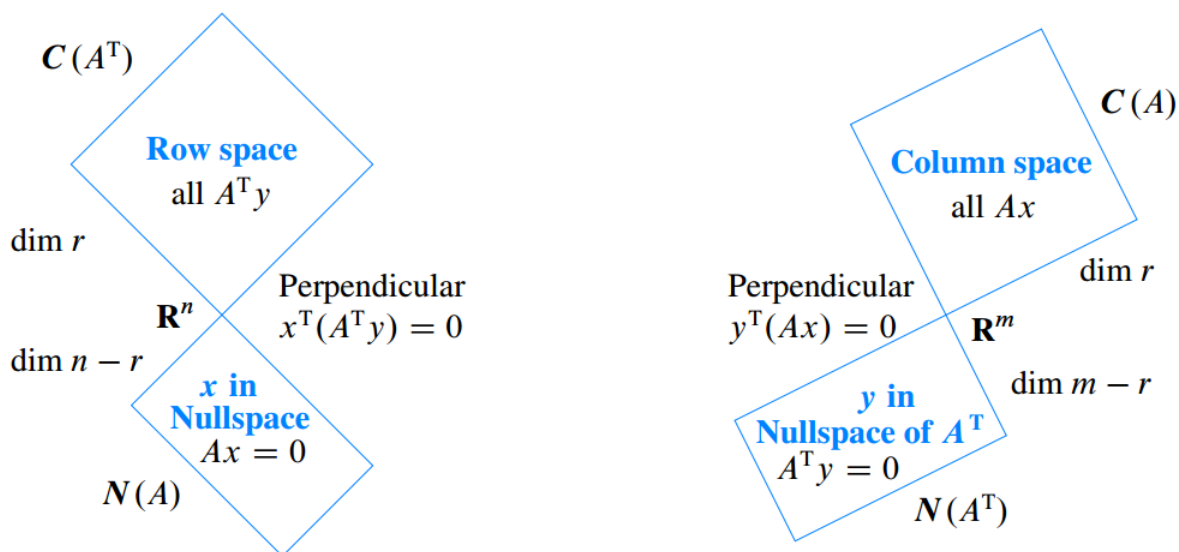 C(Aᵀ)
Row space
all Aᵀy
dim r
Rⁿ
Perpendicular
xᵀ(Aᵀy) = 0
dim n − r
x in
Nullspace
Ax = 0
N(A)
C(A)
Column space
all Ax
dim r
Perpendicular
yᵀ(Ax) = 0
Rᵐ
dim m − r
y in
Nullspace of Aᵀ
Aᵀy = 0
N(Aᵀ)